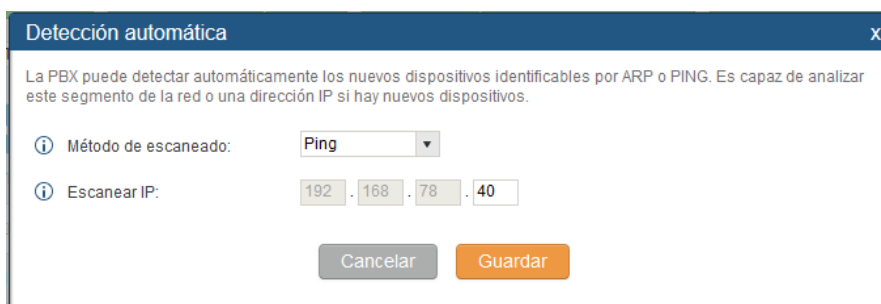 Detección automática x
La PBX puede detectar automáticamente los nuevos dispositivos identificables por ARP o PING. Es capaz de analizar
este segmento de la red o una dirección IP si hay nuevos dispositivos.
Método de escaneado: Ping
Escanear IP: 192 . 168 . 78 . 40
Cancelar Guardar